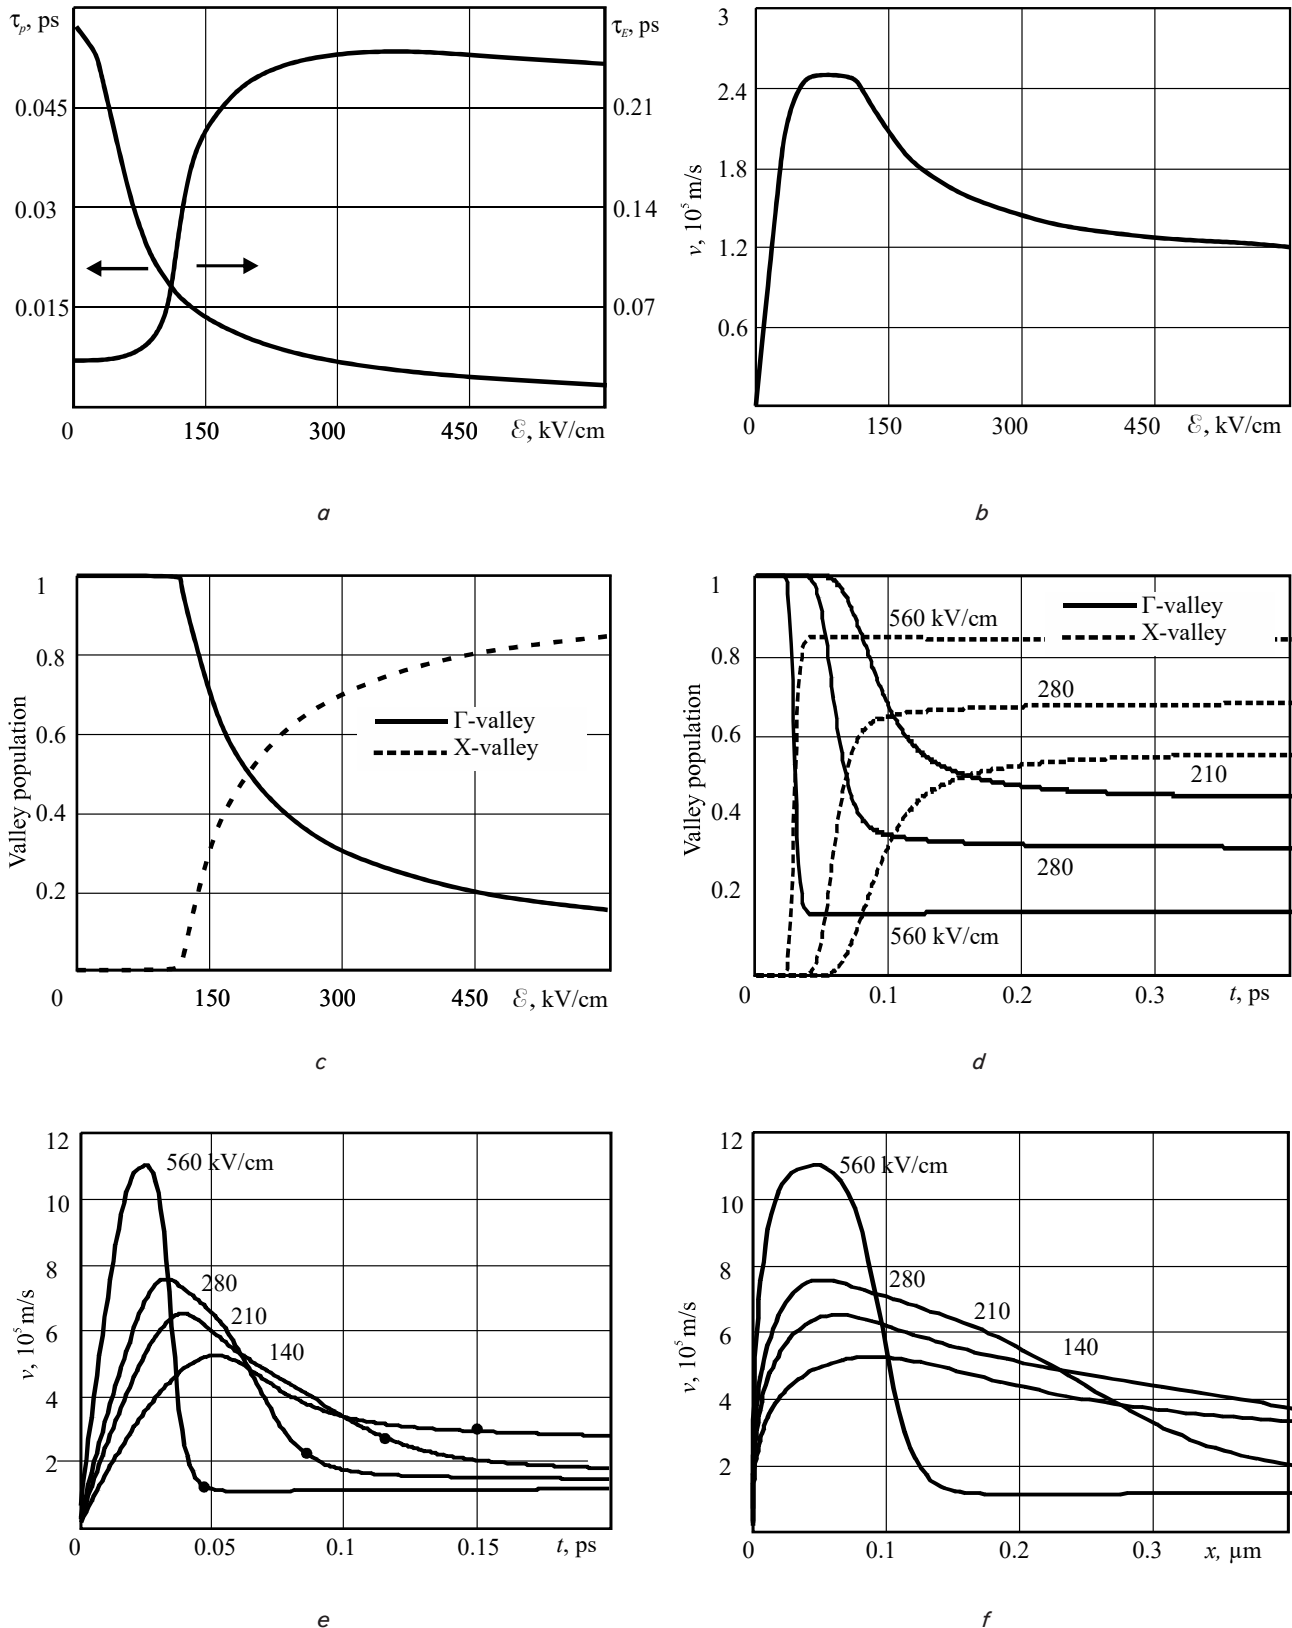 τp, ps
0.045
0.03
0.015
τE, ps
0.21
0.14
0.07
0 150 300 450 ℰ, kV/cm
a
3
2.4
1.8
1.2
0.6
v, 10⁵ m/s
0 150 300 450 ℰ, kV/cm
b
1
0.8
0.6
0.4
0.2
Valley population
Γ-valley
X-valley
0 150 300 450 ℰ, kV/cm
c
1
0.8
0.6
0.4
0.2
Valley population
560 kV/cm
Γ-valley
X-valley
280
210
280
560 kV/cm
0 0.1 0.2 0.3 t, ps
d
12
10
8
6
4
2
v, 10⁵ m/s
560 kV/cm
280
210
140
0 0.05 0.1 0.15 t, ps
e
12
10
8
6
4
2
v, 10⁵ m/s
560 kV/cm
280
210
140
0 0.1 0.2 0.3 x, µm
f